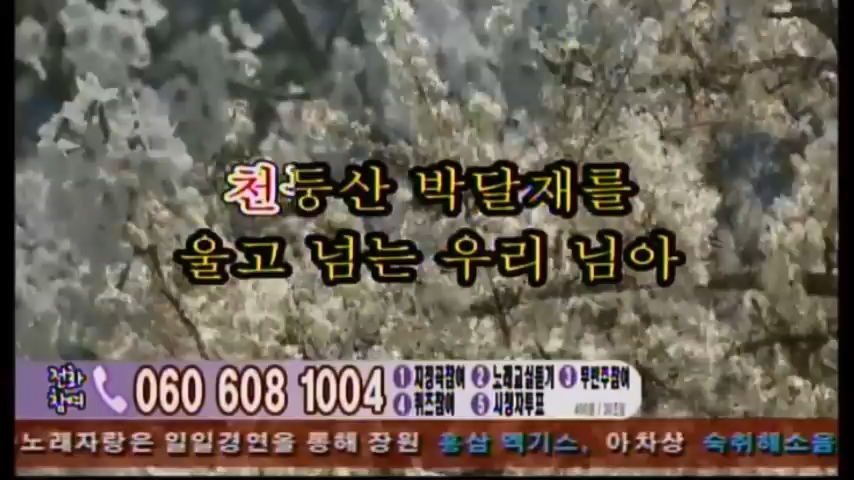 천둥산 박달재를
울고 넘는 우리 님아
전화
참여
060 608 1004
1 지정곡참여 2 노래교실듣기 3 무반주참여
4 퀴즈참여 5 시청자투표
노래자랑은 일일경연을 통해 장원 홍삼 엑기스, 아차상 숙취해소음